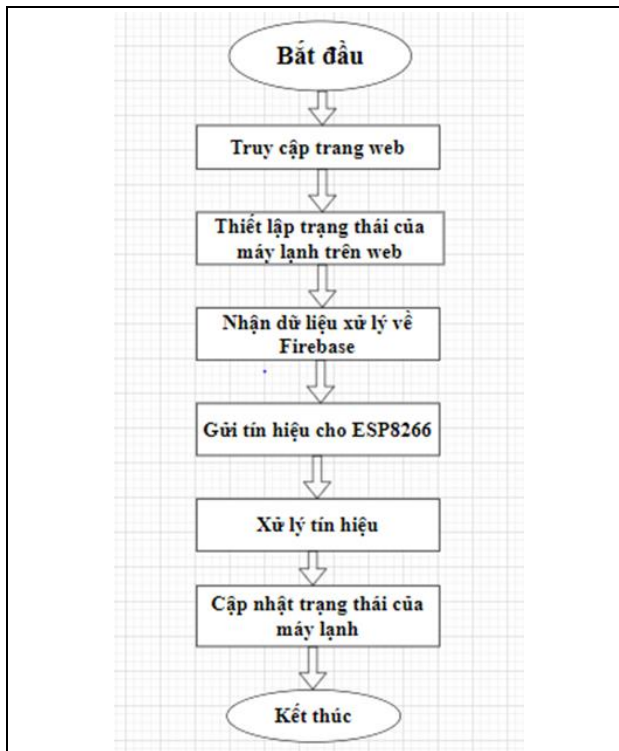 Bắt đầu
Truy cập trang web
Thiết lập trạng thái của
máy lạnh trên web
Nhận dữ liệu xử lý về
Firebase
Gửi tín hiệu cho ESP8266
Xử lý tín hiệu
Cập nhật trạng thái của
máy lạnh
Kết thúc